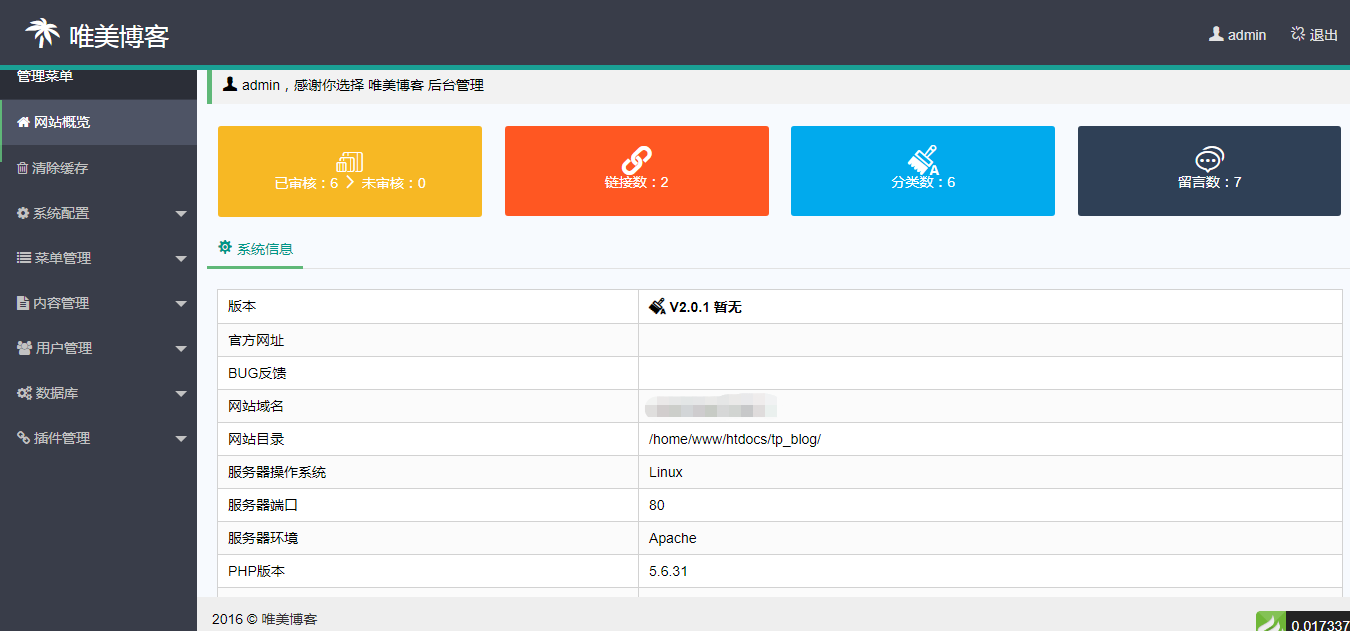 唯美博客
admin 退出
管理菜单
网站概览
清除缓存
系统配置
菜单管理
内容管理
用户管理
数据库
插件管理
admin，感谢你选择 唯美博客 后台管理
已审核：6 未审核：0
链接数：2
分类数：6
留言数：7
系统信息
版本 V2.0.1 暂无
官方网址
BUG反馈
网站域名
网站目录 /home/www/htdocs/tp_blog/
服务器操作系统 Linux
服务器端口 80
服务器环境 Apache
PHP版本 5.6.31
2016 © 唯美博客
0.017337